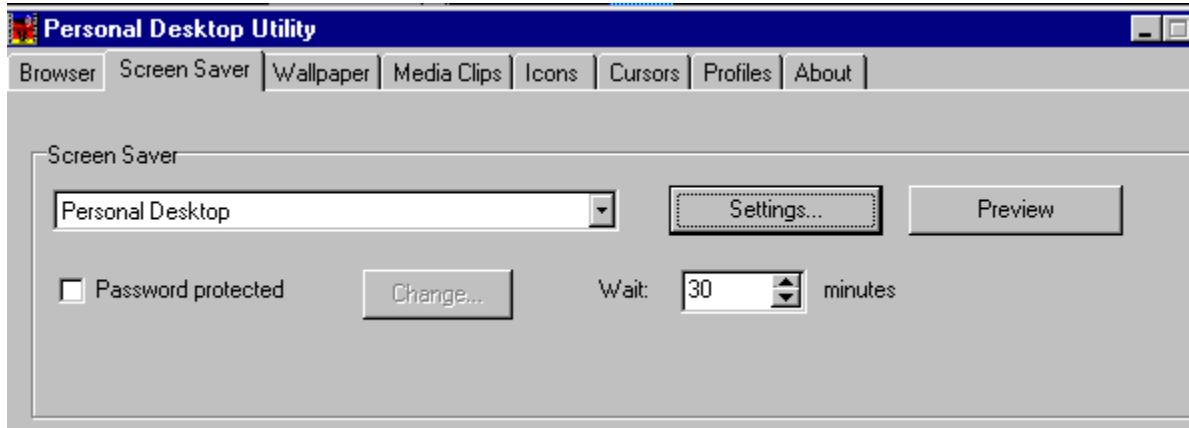 Personal Desktop Utility
Browser Screen Saver Wallpaper Media Clips Icons Cursors Profiles About
Screen Saver
Personal Desktop Settings... Preview
Password protected Change... Wait: 30 minutes